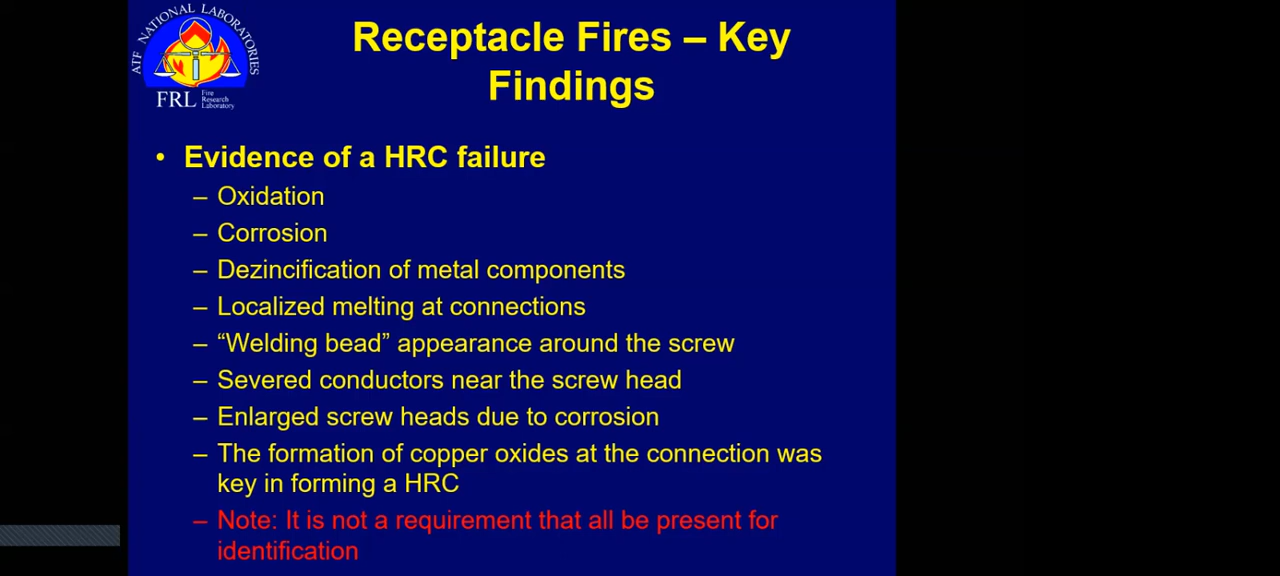 ATF NATIONAL LABORATORIES
FRL Fire Research Laboratory
Receptacle Fires – Key
Findings
• Evidence of a HRC failure
– Oxidation
– Corrosion
– Dezincification of metal components
– Localized melting at connections
– “Welding bead” appearance around the screw
– Severed conductors near the screw head
– Enlarged screw heads due to corrosion
– The formation of copper oxides at the connection was
key in forming a HRC
– Note: It is not a requirement that all be present for
identification